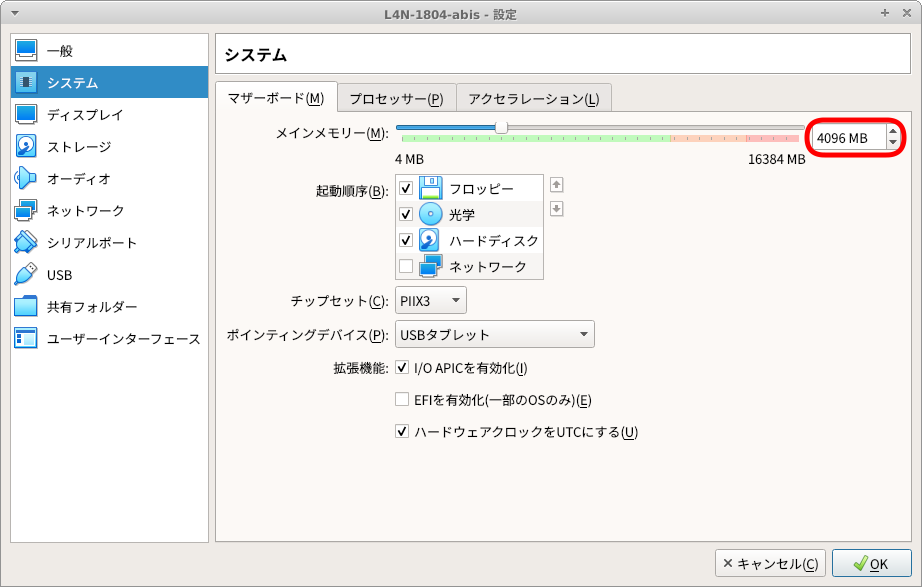 L4N-1804-abis - 設定
一般
システム
ディスプレイ
ストレージ
オーディオ
ネットワーク
シリアルポート
USB
共有フォルダー
ユーザーインターフェース
システム
マザーボード(M) プロセッサー(P) アクセラレーション(L)
メインメモリー(M): 4096 MB
4 MB 16384 MB
起動順序(B): フロッピー
光学
ハードディスク
ネットワーク
チップセット(C): PIIX3
ポインティングデバイス(P): USBタブレット
拡張機能: I/O APICを有効化(I)
EFIを有効化(一部のOSのみ)(E)
ハードウェアクロックをUTCにする(U)
キャンセル(C) OK